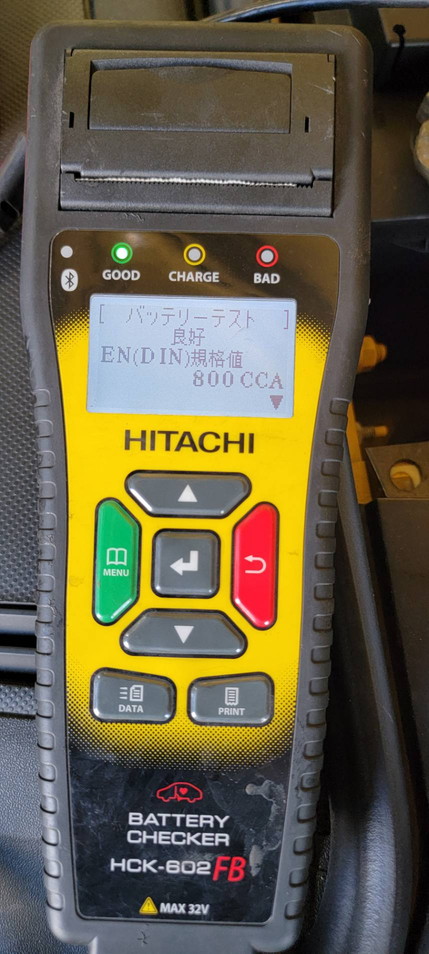 GOOD CHARGE BAD
[ バッテリーテスト ]
良好
EN(DIN)規格値
800 CCA
▼
HITACHI
▲
MENU
▼
DATA PRINT
BATTERY
CHECKER
HCK-602FB
MAX 32V